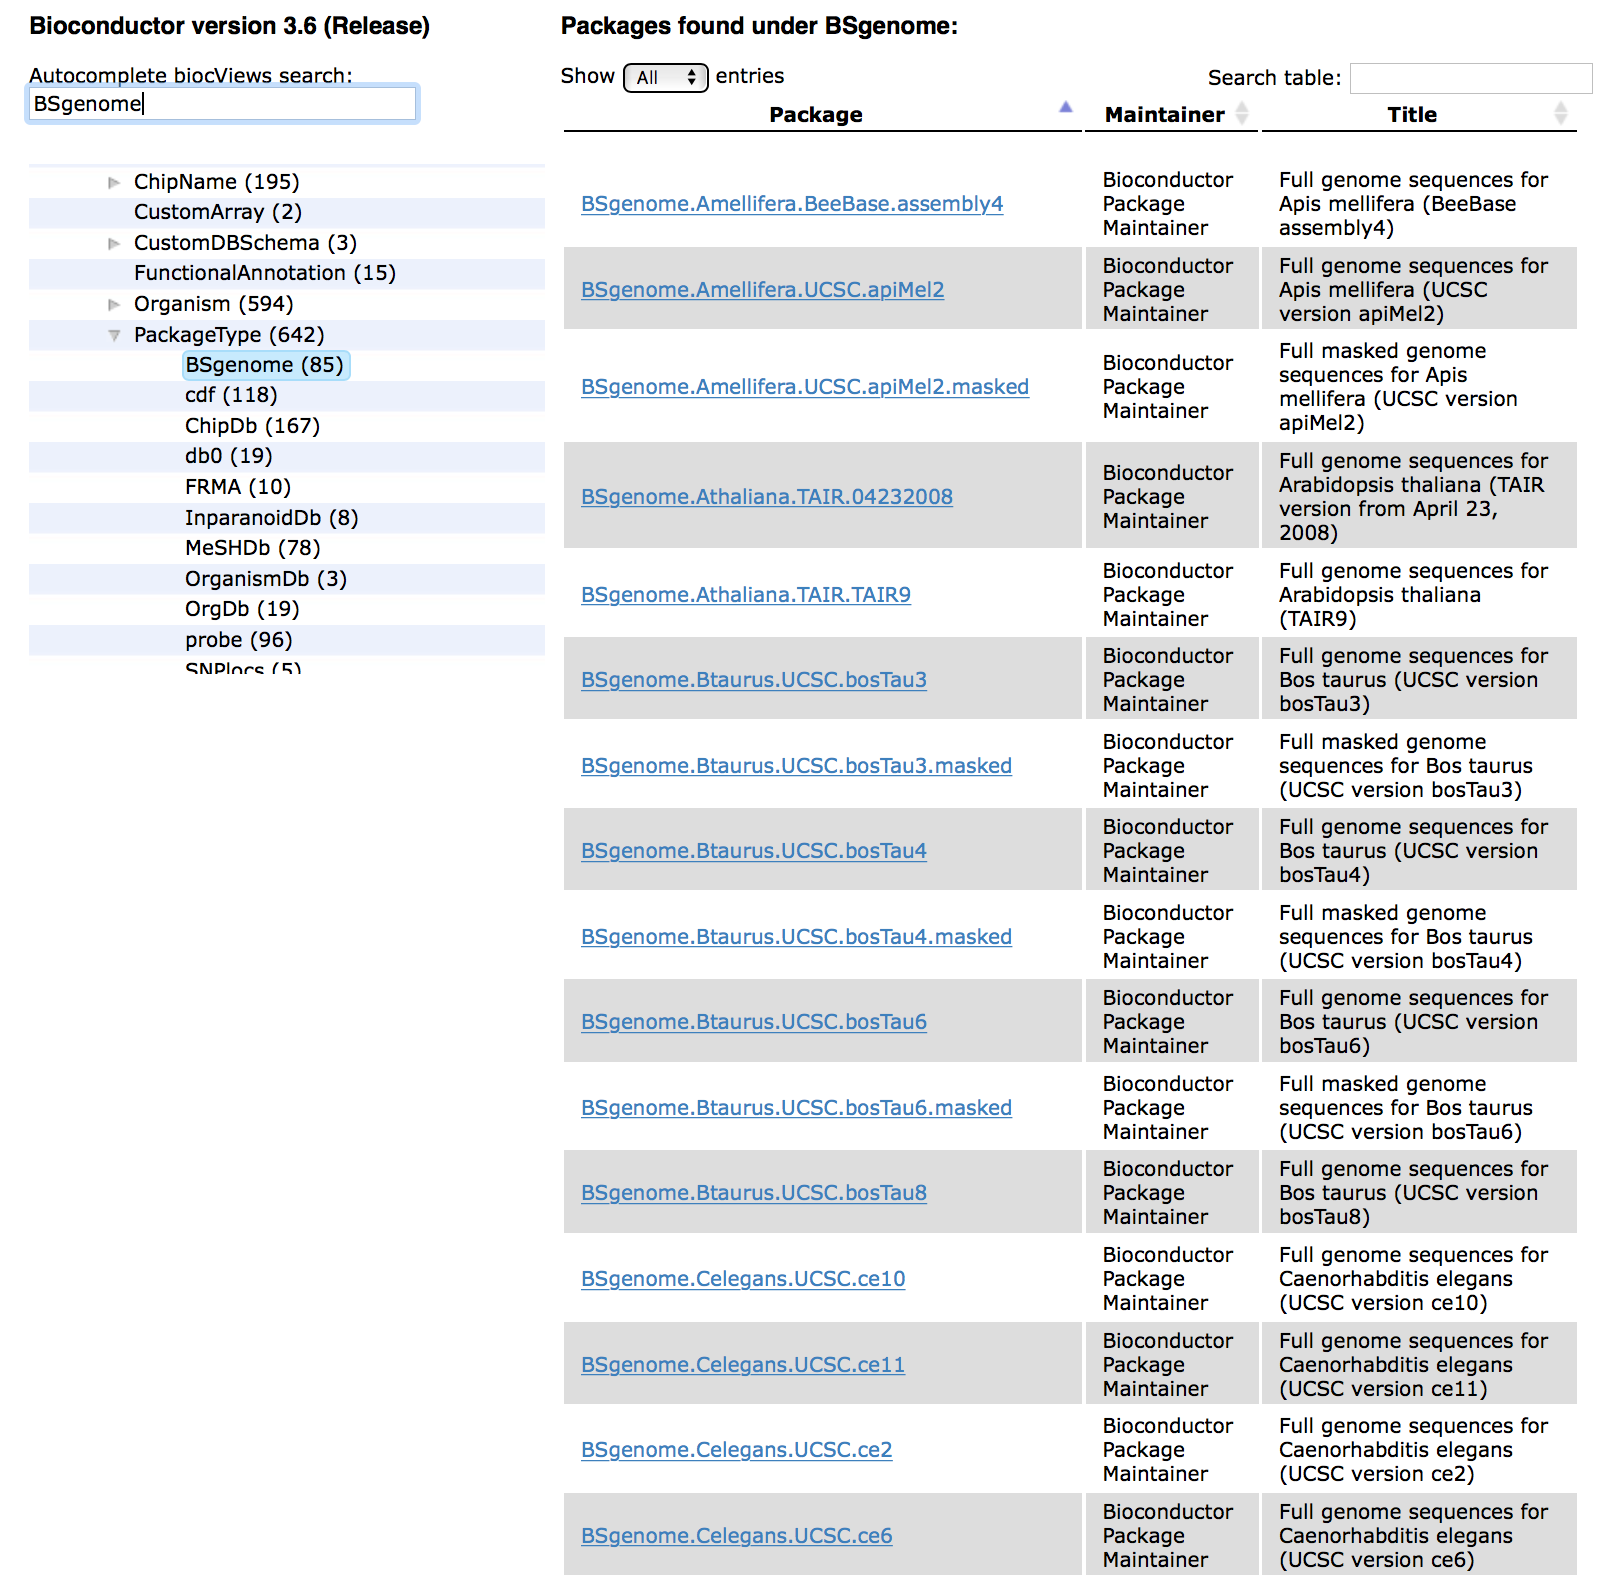 Bioconductor version 3.6 (Release)
Autocomplete biocViews search:
BSgenome
ChipName (195)
CustomArray (2)
CustomDBSchema (3)
FunctionalAnnotation (15)
Organism (594)
PackageType (642)
BSgenome (85)
cdf (118)
ChipDb (167)
db0 (19)
FRMA (10)
InparanoidDb (8)
MeSHDb (78)
OrganismDb (3)
OrgDb (19)
probe (96)
SNPlocs (5)
Packages found under BSgenome:
Show All entries
Search table:
Package Maintainer Title
BSgenome.Amellifera.BeeBase.assembly4
Bioconductor
Package
Maintainer
Full genome sequences for
Apis mellifera (BeeBase
assembly4)
BSgenome.Amellifera.UCSC.apiMel2
Bioconductor
Package
Maintainer
Full genome sequences for
Apis mellifera (UCSC
version apiMel2)
BSgenome.Amellifera.UCSC.apiMel2.masked
Bioconductor
Package
Maintainer
Full masked genome
sequences for Apis
mellifera (UCSC version
apiMel2)
BSgenome.Athaliana.TAIR.04232008
Bioconductor
Package
Maintainer
Full genome sequences for
Arabidopsis thaliana (TAIR
version from April 23,
2008)
BSgenome.Athaliana.TAIR.TAIR9
Bioconductor
Package
Maintainer
Full genome sequences for
Arabidopsis thaliana
(TAIR9)
BSgenome.Btaurus.UCSC.bosTau3
Bioconductor
Package
Maintainer
Full genome sequences for
Bos taurus (UCSC version
bosTau3)
BSgenome.Btaurus.UCSC.bosTau3.masked
Bioconductor
Package
Maintainer
Full masked genome
sequences for Bos taurus
(UCSC version bosTau3)
BSgenome.Btaurus.UCSC.bosTau4
Bioconductor
Package
Maintainer
Full genome sequences for
Bos taurus (UCSC version
bosTau4)
BSgenome.Btaurus.UCSC.bosTau4.masked
Bioconductor
Package
Maintainer
Full masked genome
sequences for Bos taurus
(UCSC version bosTau4)
BSgenome.Btaurus.UCSC.bosTau6
Bioconductor
Package
Maintainer
Full genome sequences for
Bos taurus (UCSC version
bosTau6)
BSgenome.Btaurus.UCSC.bosTau6.masked
Bioconductor
Package
Maintainer
Full masked genome
sequences for Bos taurus
(UCSC version bosTau6)
BSgenome.Btaurus.UCSC.bosTau8
Bioconductor
Package
Maintainer
Full genome sequences for
Bos taurus (UCSC version
bosTau8)
BSgenome.Celegans.UCSC.ce10
Bioconductor
Package
Maintainer
Full genome sequences for
Caenorhabditis elegans
(UCSC version ce10)
BSgenome.Celegans.UCSC.ce11
Bioconductor
Package
Maintainer
Full genome sequences for
Caenorhabditis elegans
(UCSC version ce11)
BSgenome.Celegans.UCSC.ce2
Bioconductor
Package
Maintainer
Full genome sequences for
Caenorhabditis elegans
(UCSC version ce2)
BSgenome.Celegans.UCSC.ce6
Bioconductor
Package
Maintainer
Full genome sequences for
Caenorhabditis elegans
(UCSC version ce6)